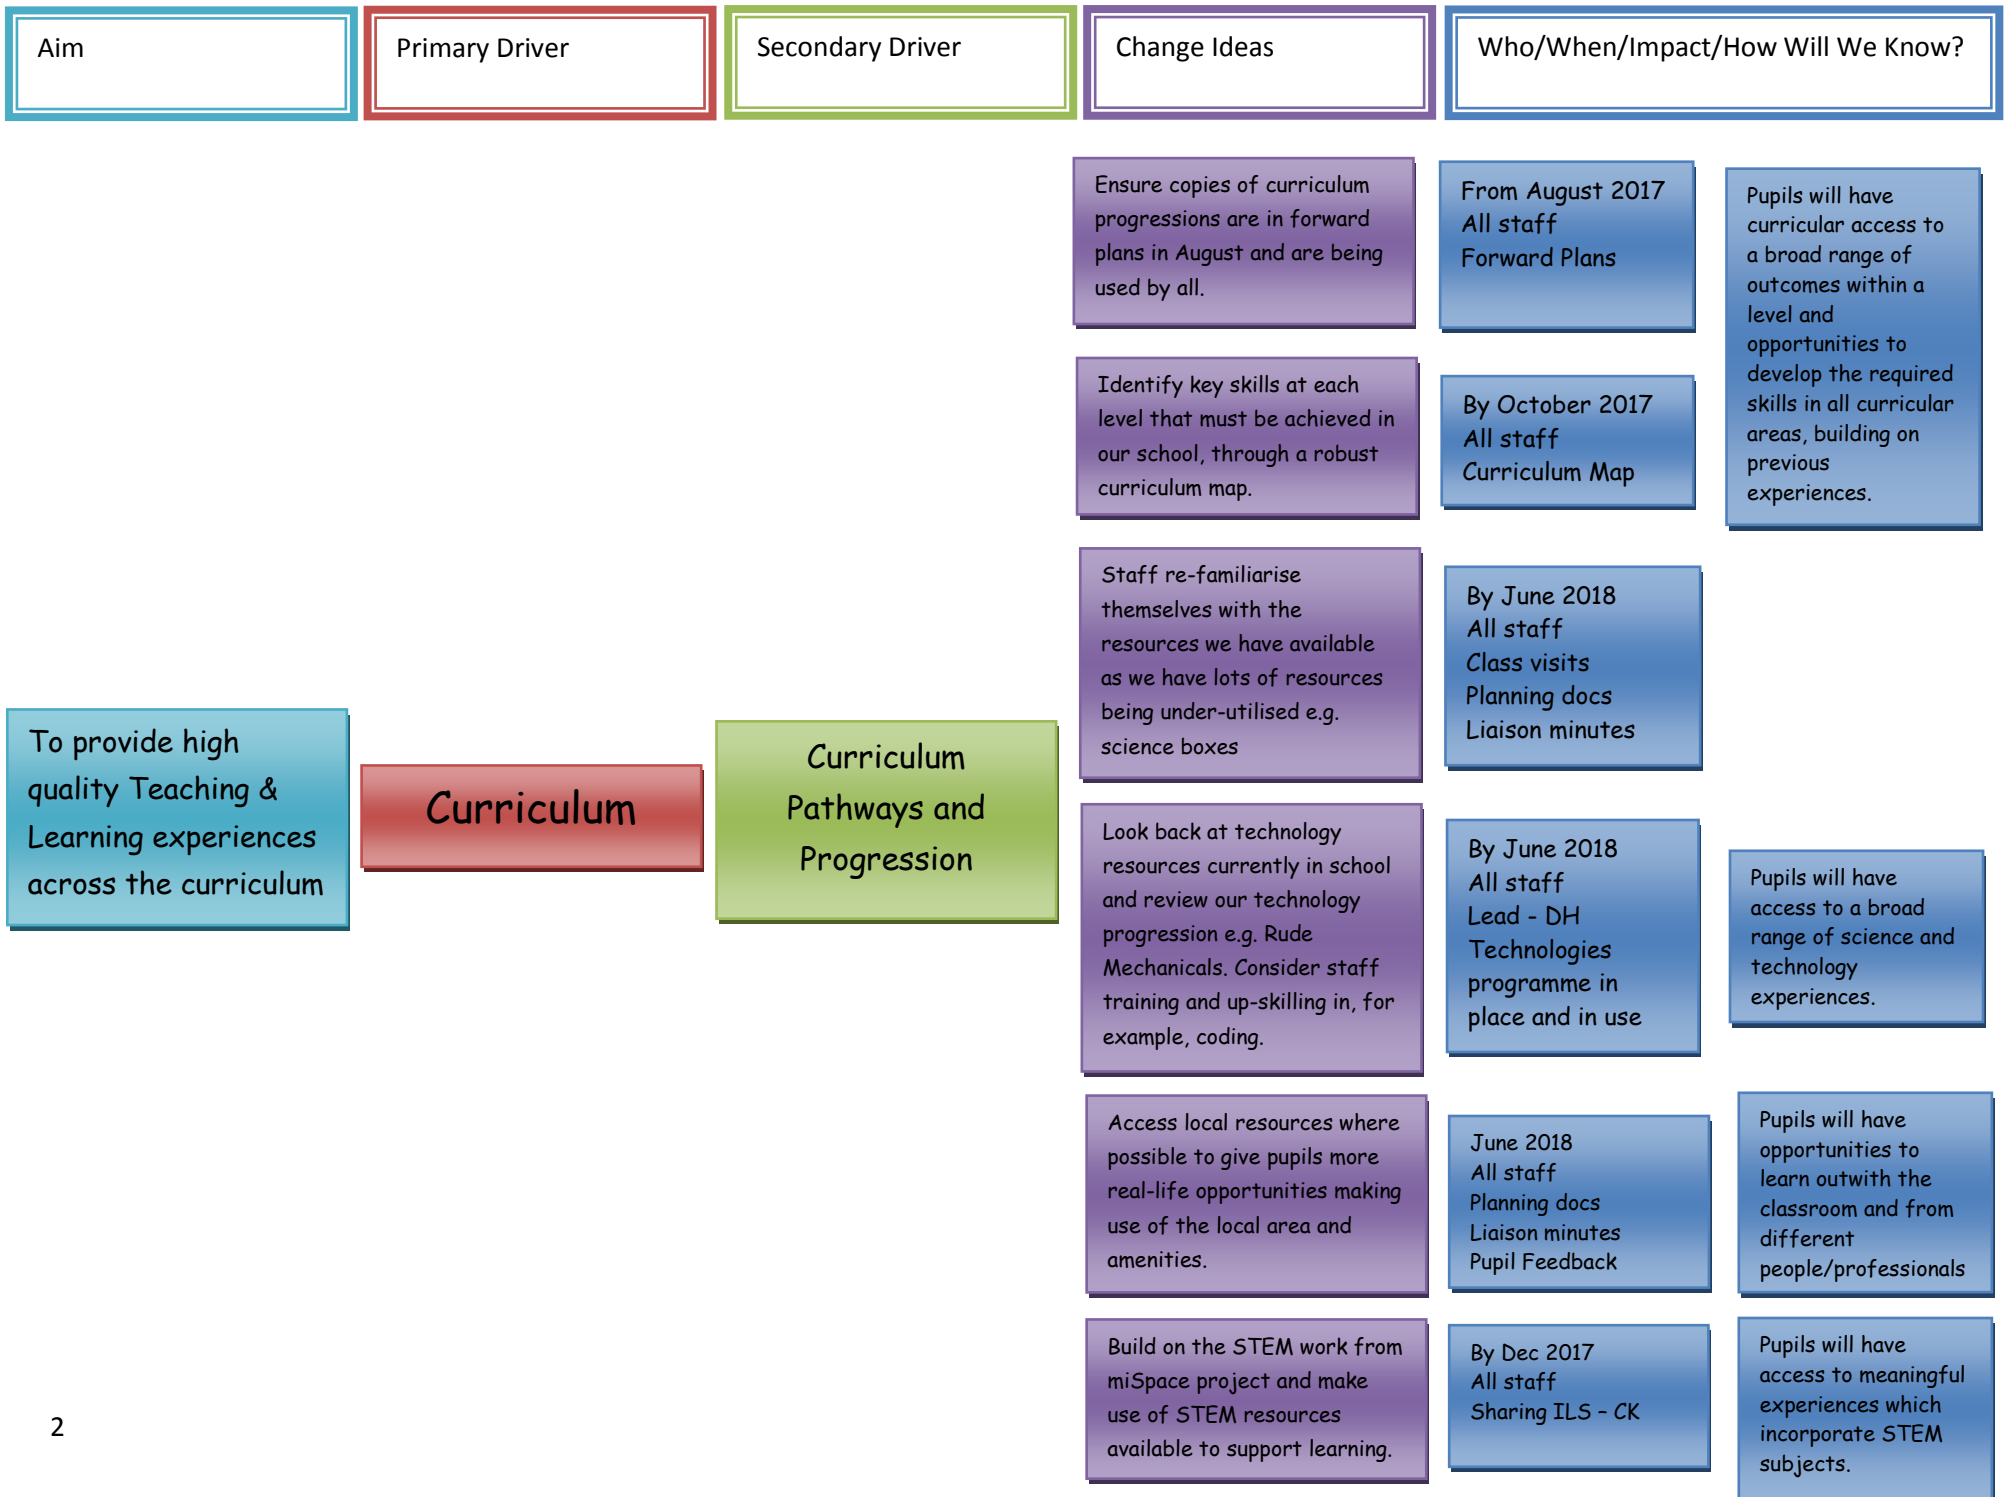 Aim
Primary Driver
Secondary Driver
Change Ideas
Who/When/Impact/How Will We Know?
To provide high
quality Teaching &
Learning experiences
across the curriculum
Curriculum
Curriculum
Pathways and
Progression
Ensure copies of curriculum
progressions are in forward
plans in August and are being
used by all.
From August 2017
All staff
Forward Plans
Pupils will have
curricular access to
a broad range of
outcomes within a
level and
opportunities to
develop the required
skills in all curricular
areas, building on
previous
experiences.
Identify key skills at each
level that must be achieved in
our school, through a robust
curriculum map.
By October 2017
All staff
Curriculum Map
Staff re-familiarise
themselves with the
resources we have available
as we have lots of resources
being under-utilised e.g.
science boxes
By June 2018
All staff
Class visits
Planning docs
Liaison minutes
Look back at technology
resources currently in school
and review our technology
progression e.g. Rude
Mechanicals. Consider staff
training and up-skilling in, for
example, coding.
By June 2018
All staff
Lead - DH
Technologies
programme in
place and in use
Pupils will have
access to a broad
range of science and
technology
experiences.
Access local resources where
possible to give pupils more
real-life opportunities making
use of the local area and
amenities.
June 2018
All staff
Planning docs
Liaison minutes
Pupil Feedback
Pupils will have
opportunities to
learn outwith the
classroom and from
different
people/professionals
Build on the STEM work from
miSpace project and make
use of STEM resources
available to support learning.
By Dec 2017
All staff
Sharing ILS – CK
Pupils will have
access to meaningful
experiences which
incorporate STEM
subjects.
2